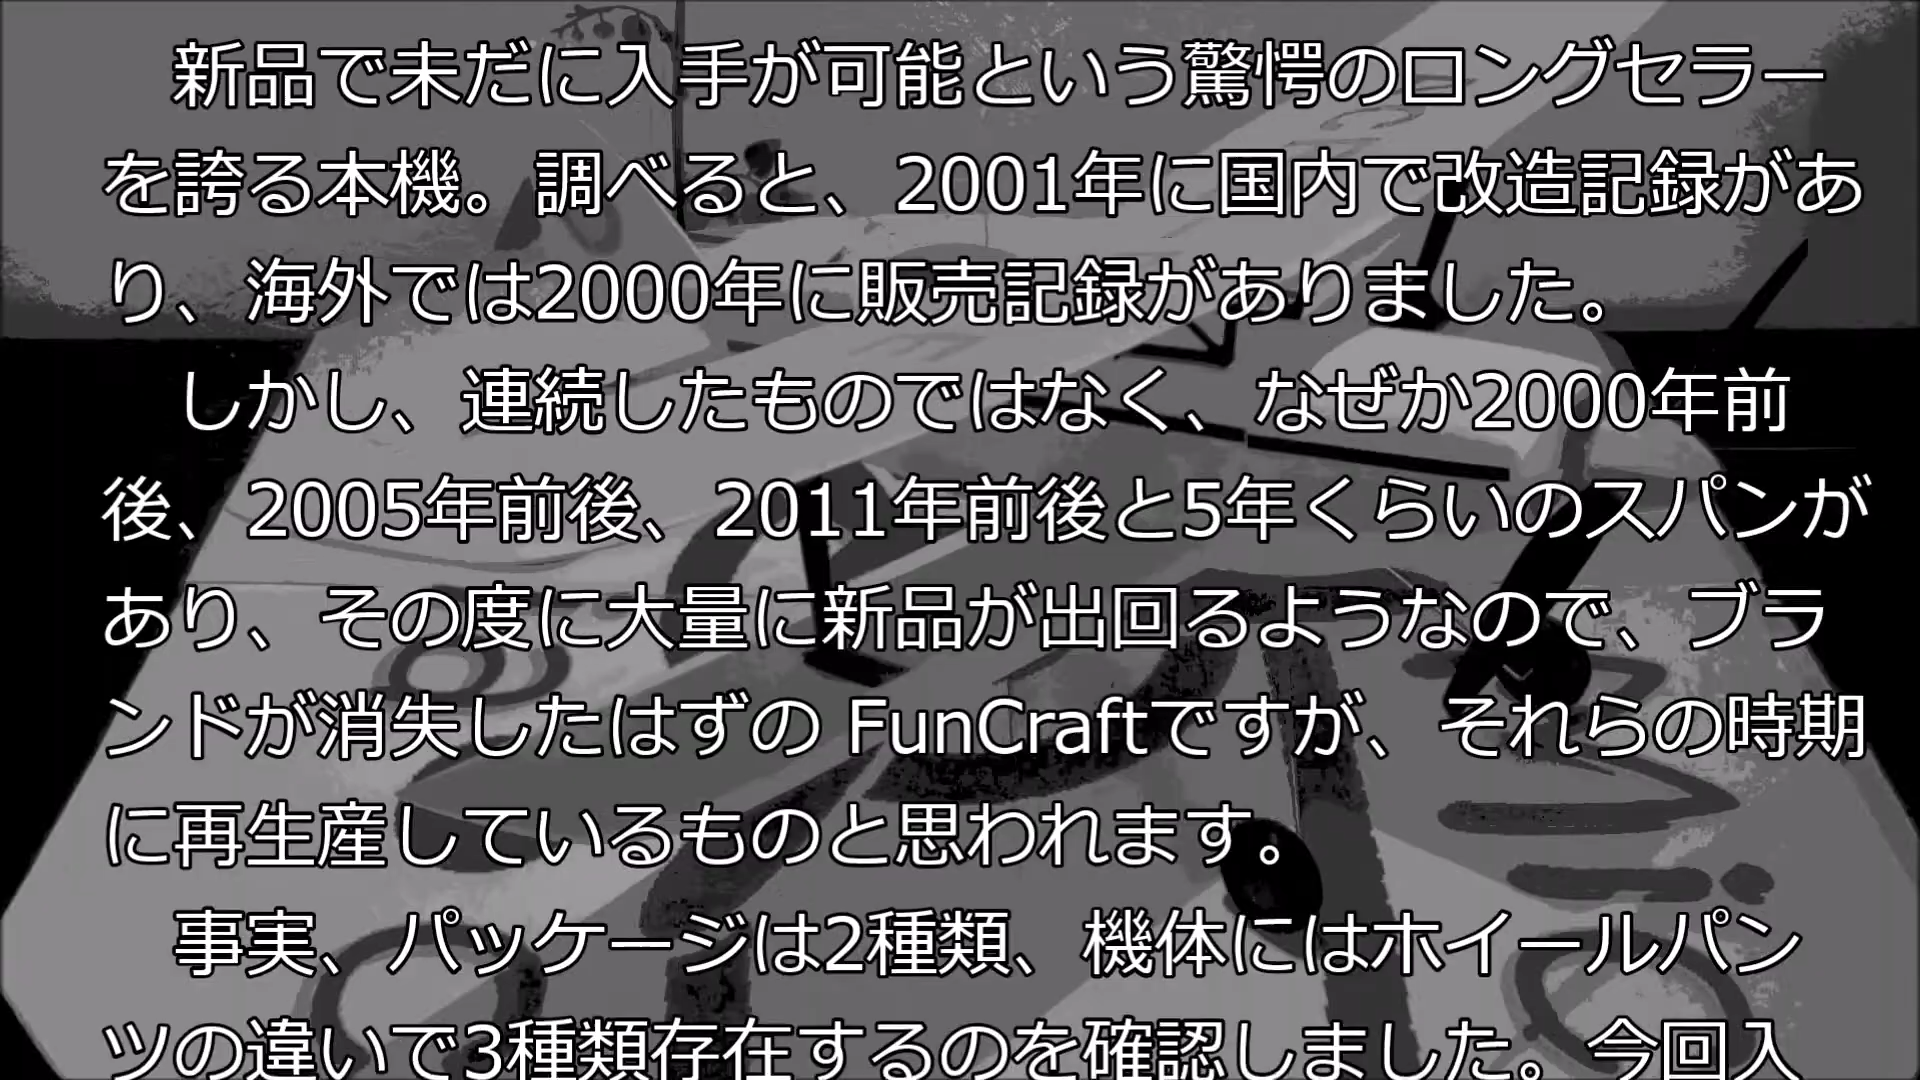 新品で未だに入手が可能という驚愕のロングセラー
を誇る本機。調べると、2001年に国内で改造記録があ
り、海外では2000年に販売記録がありました。
しかし、連続したものではなく、なぜか2000年前
後、2005年前後、2011年前後と5年くらいのスパンが
あり、その度に大量に新品が出回るようなので、ブラ
ンドが消失したはずの FunCraftですが、それらの時期
に再生産しているものと思われます。
事実、パッケージは2種類、機体にはホイールパン
ツの違いで3種類存在するのを確認しました。今回入